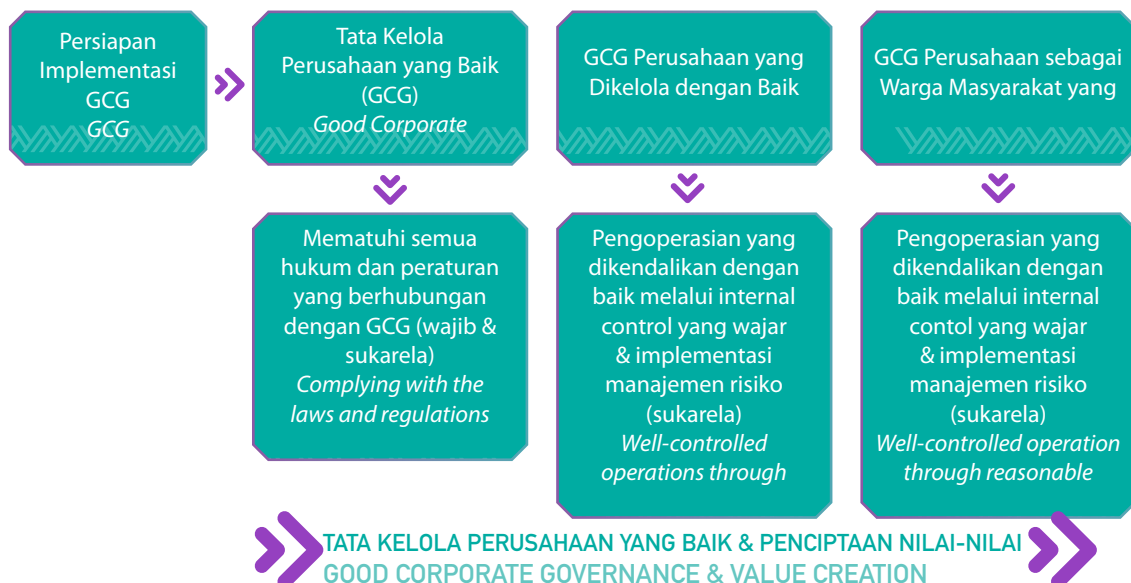 Persiapan
Implementasi
GCG
GCG
Tata Kelola
Perusahaan yang Baik
(GCG)
Good Corporate
GCG Perusahaan yang
Dikelola dengan Baik
GCG Perusahaan sebagai
Warga Masyarakat yang
Mematuhi semua
hukum dan peraturan
yang berhubungan
dengan GCG (wajib &
sukarela)
Complying with the
laws and regulations
Pengoperasian yang
dikendalikan dengan
baik melalui internal
control yang wajar
& implementasi
manajemen risiko
(sukarela)
Well-controlled
operations through
Pengoperasian yang
dikendalikan dengan
baik melalui internal
contol yang wajar
& implementasi
manajemen risiko
(sukarela)
Well-controlled operation
through reasonable
TATA KELOLA PERUSAHAAN YANG BAIK & PENCIPTAAN NILAI-NILAI
GOOD CORPORATE GOVERNANCE & VALUE CREATION